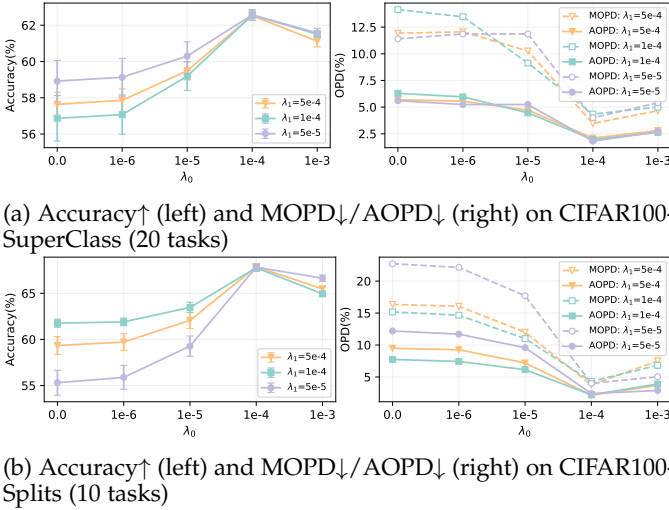 62
60
58
56
Accuracy(%)
0.0 1e-6 1e-5 1e-4 1e-3
λ₀
λ₁=5e-4
λ₁=1e-4
λ₁=5e-5
12.5
10.0
7.5
5.0
2.5
OPD(%)
0.0 1e-6 1e-5 1e-4 1e-3
λ₀
MOPD: λ₁=5e-4
AOPD: λ₁=5e-4
MOPD: λ₁=1e-4
AOPD: λ₁=1e-4
MOPD: λ₁=5e-5
AOPD: λ₁=5e-5
(a) Accuracy↑ (left) and MOPD↓/AOPD↓ (right) on CIFAR100-
SuperClass (20 tasks)
65
60
55
Accuracy(%)
0.0 1e-6 1e-5 1e-4 1e-3
λ₀
λ₁=5e-4
λ₁=1e-4
λ₁=5e-5
20
15
10
5
OPD(%)
0.0 1e-6 1e-5 1e-4 1e-3
λ₀
MOPD: λ₁=5e-4
AOPD: λ₁=5e-4
MOPD: λ₁=1e-4
AOPD: λ₁=1e-4
MOPD: λ₁=5e-5
AOPD: λ₁=5e-5
(b) Accuracy↑ (left) and MOPD↓/AOPD↓ (right) on CIFAR100-
Splits (10 tasks)